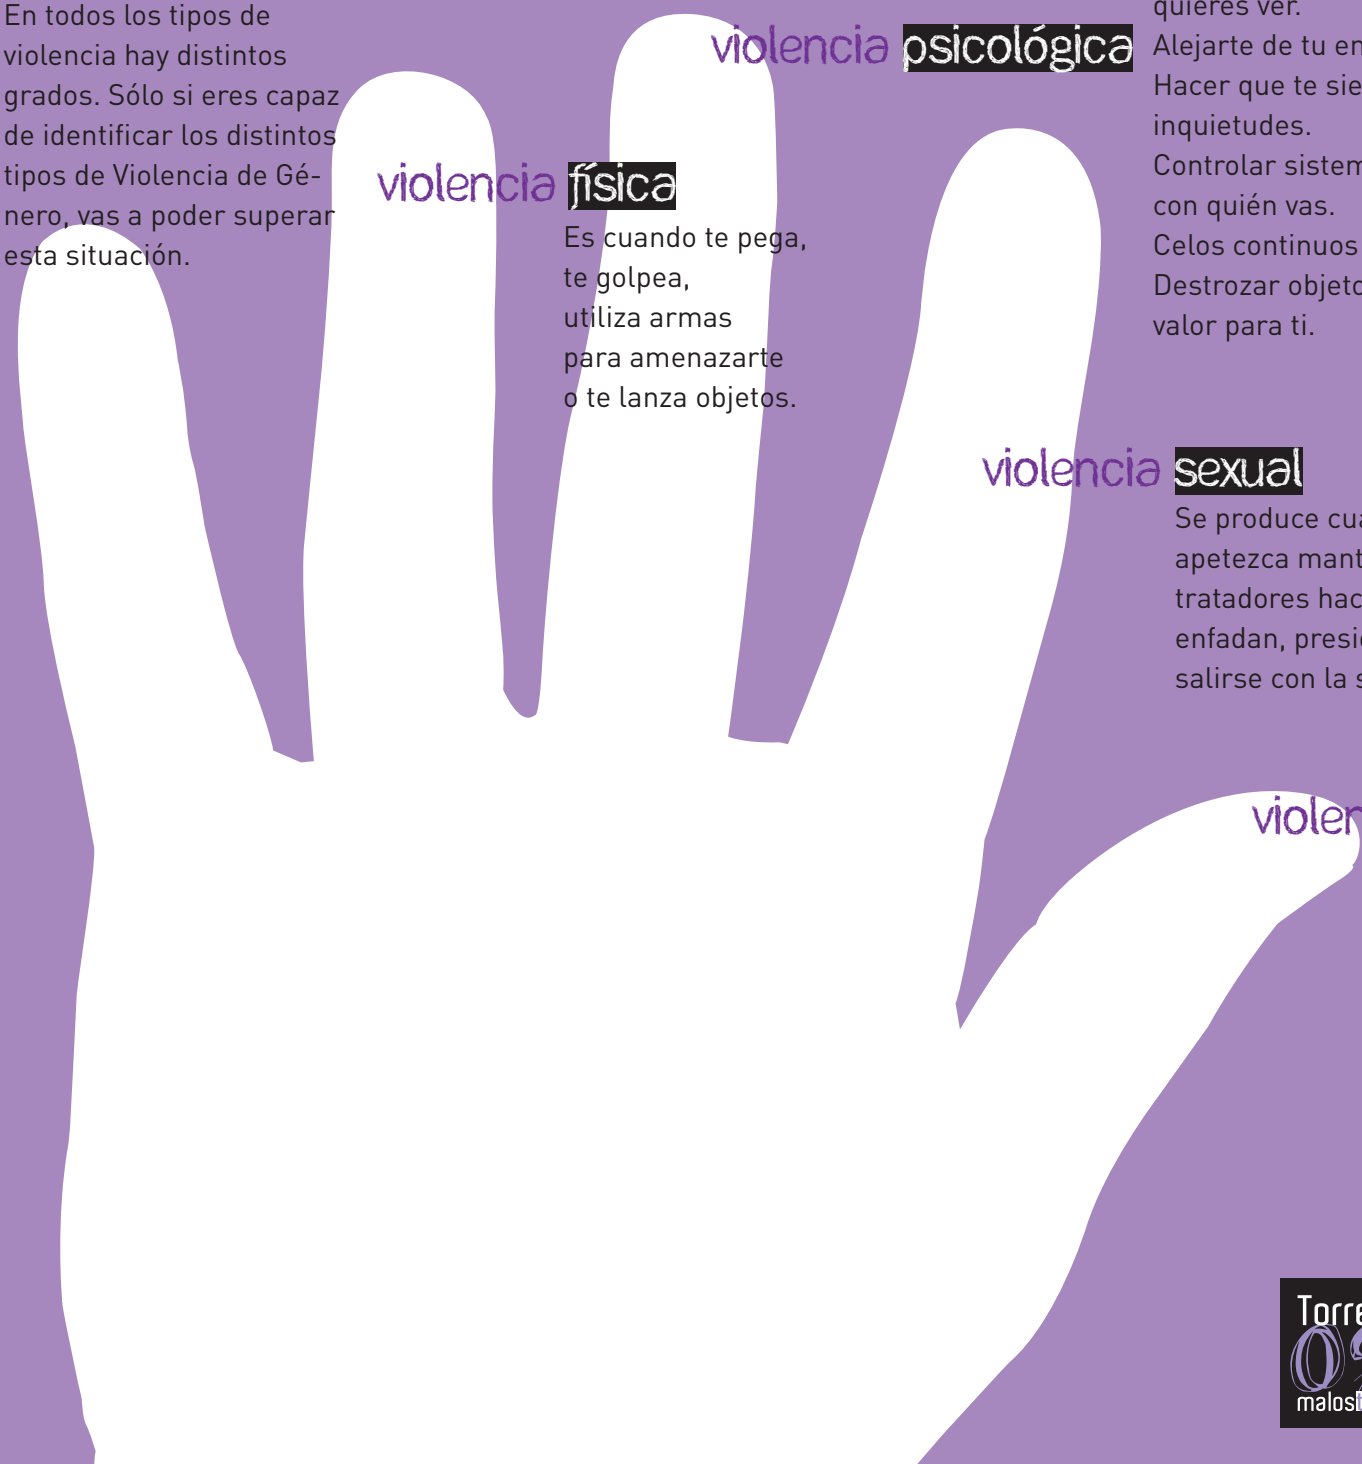 En todos los tipos de
violencia hay distintos
grados. Sólo si eres capaz
de identificar los distintos
tipos de Violencia de Gé-
nero, vas a poder superar
esta situación.
violencia física
Es cuando te pega,
te golpea,
utiliza armas
para amenazarte
o te lanza objetos.
violencia psicológica
quieres ver.
Alejarte de tu
Hacer que te
inquietudes.
Controlar
con quién vas.
Celos continuos
Destrozar
valor para ti.
violencia sexual
Se produce
apetezca
tratadores
enfadan,
salirse con la